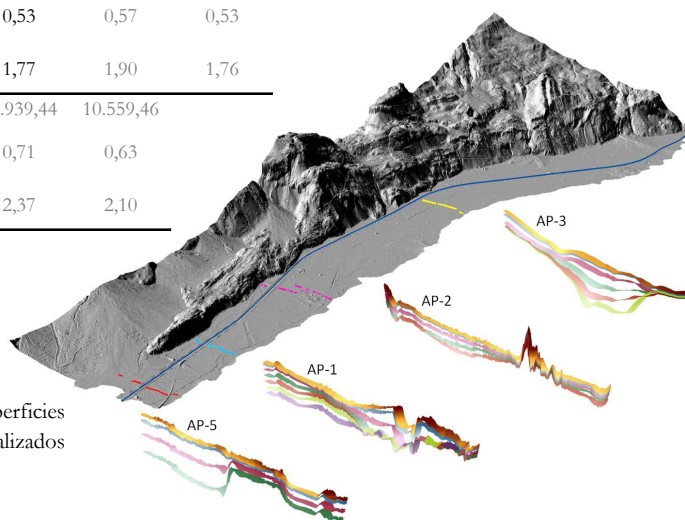 0,53 0,57 0,53
1,77 1,90 1,76
.939,44 10.559,46
0,71 0,63
2,37 2,10
AP-3
AP-2
AP-1
AP-5
perficies
alizados